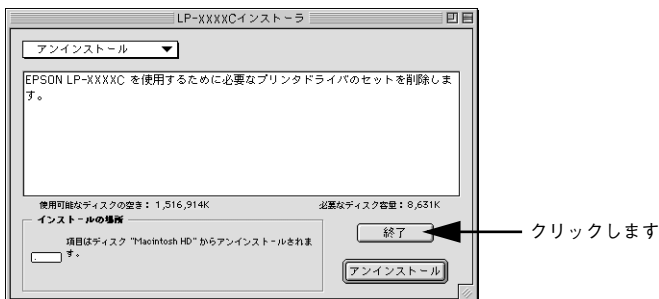 LP-XXXXCインストーラ
アンインストール
EPSON LP-XXXXC を使用するために必要なプリンタドライバのセットを削除しま
す。
使用可能なディスクの空き：1,516,914K
必要なディスク容量：8,631K
インストールの場所
項目はディスク "Macintosh HD" からアンインストールされま
す。
終了
クリックします
アンインストール